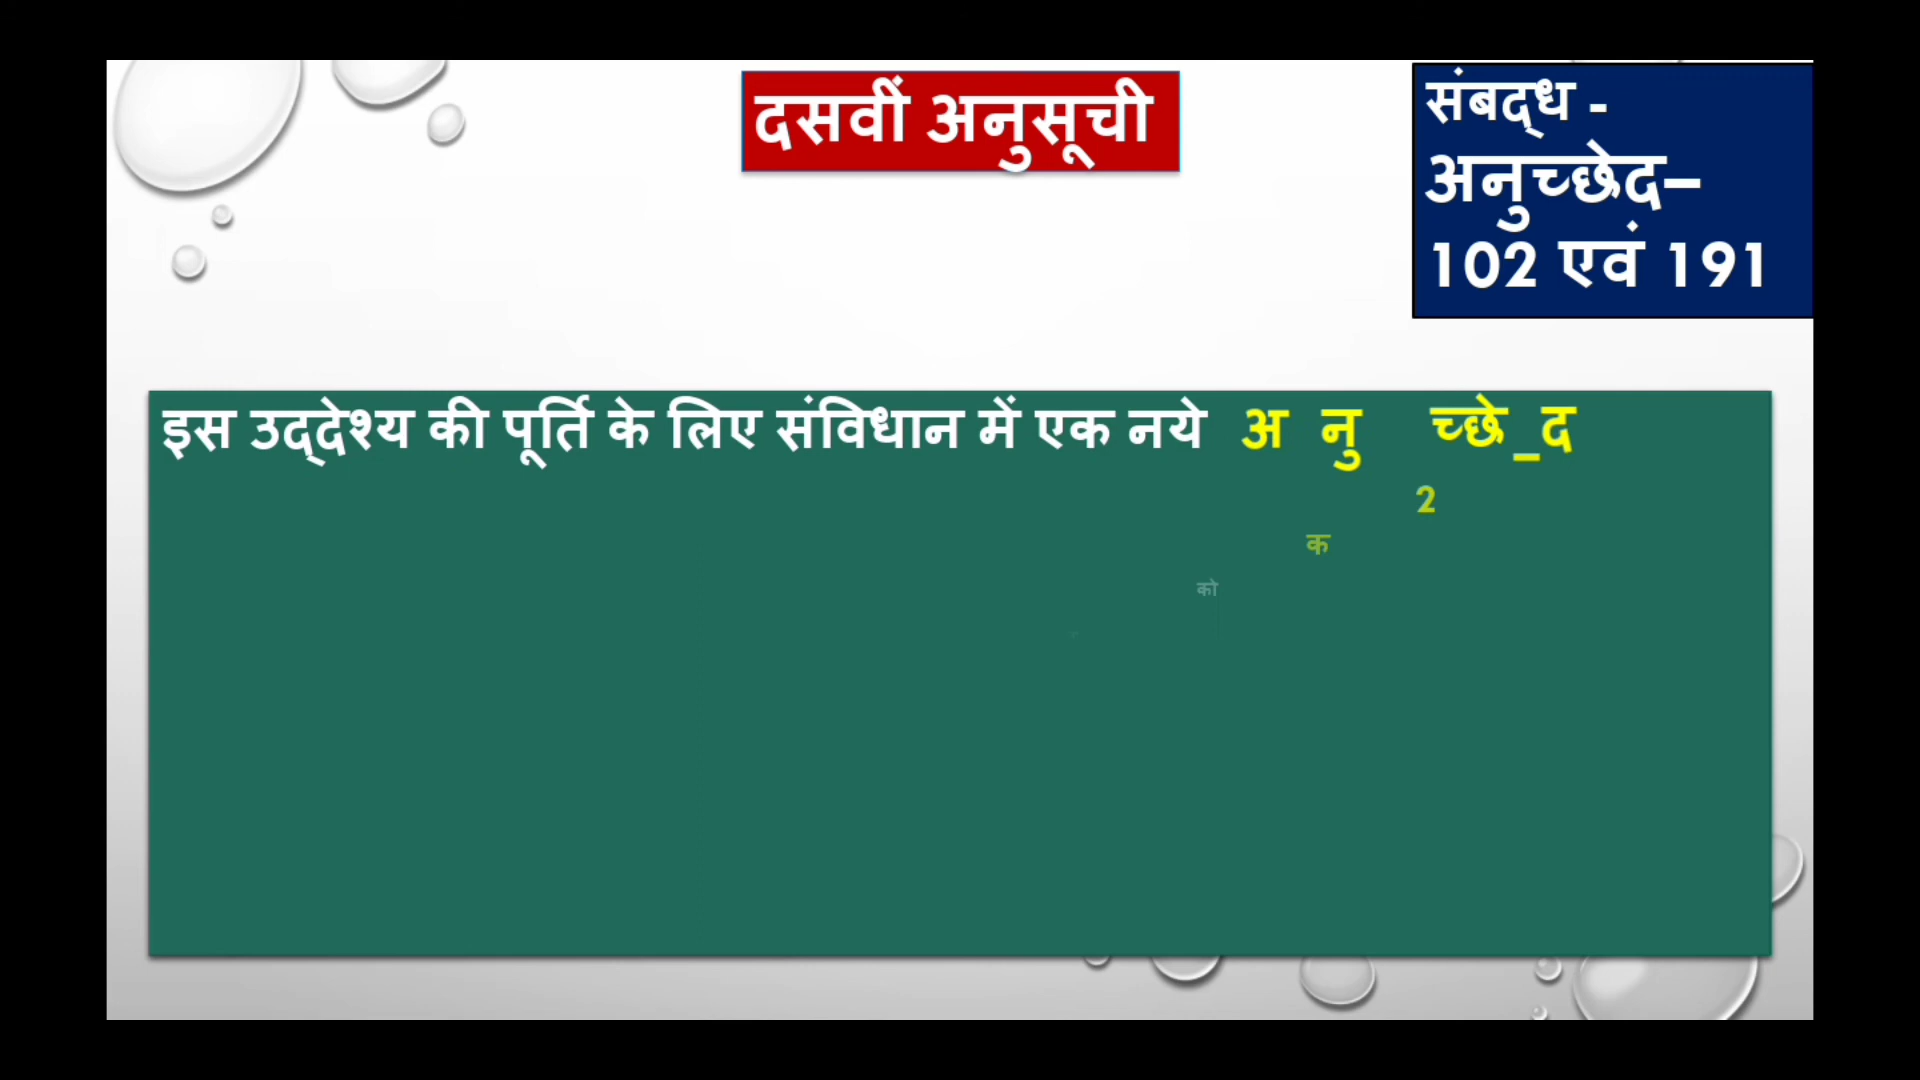 दसवीं अनुसूची
संबद्ध -
अनुच्छेद–
102 एवं 191
इस उद्देश्य की पूर्ति के लिए संविधान में एक नये अ नु च्छे_द
2
क
को